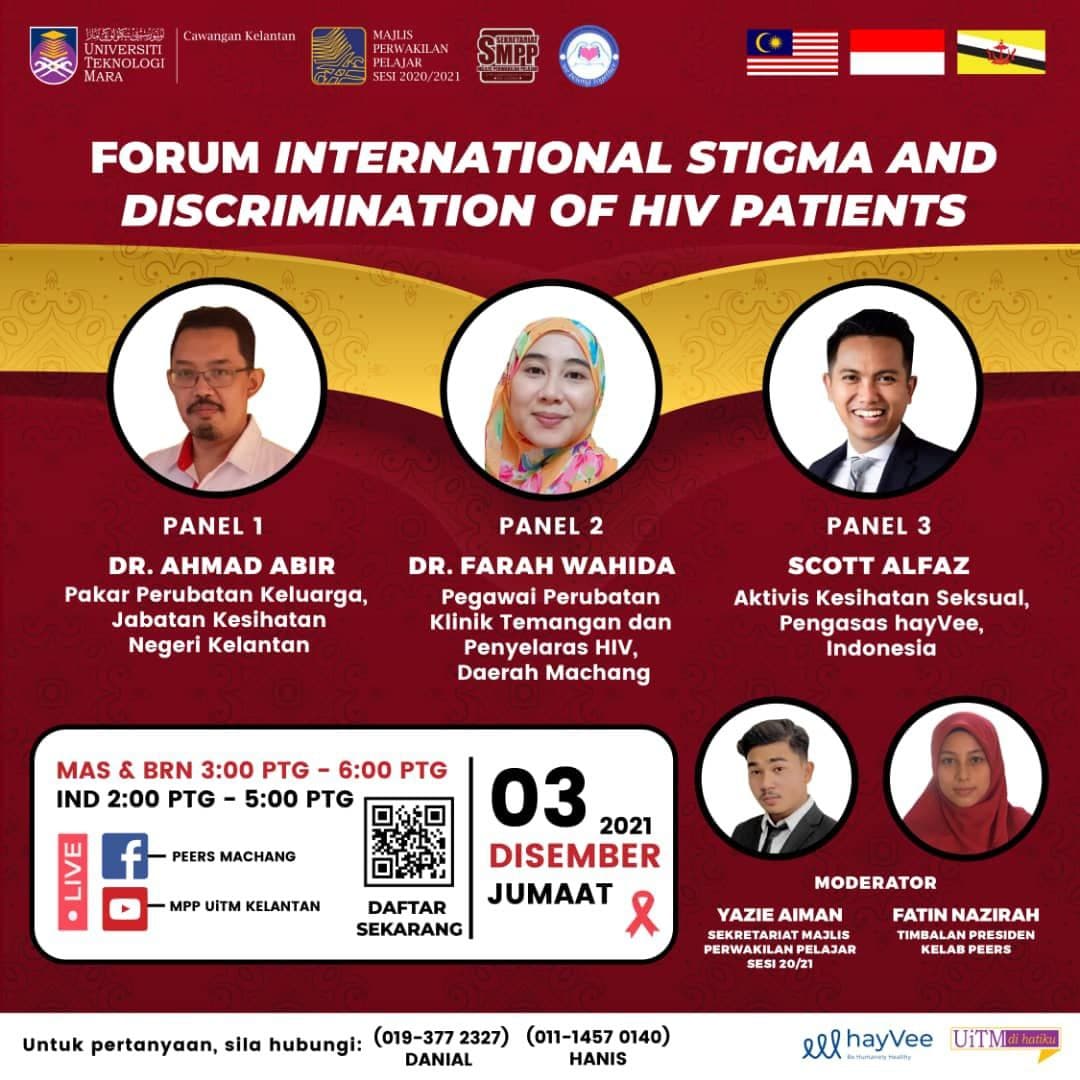 UNIVERSITI
TEKNOLOGI
MARA
Cawangan Kelantan
MAJLIS
PERWAKILAN
PELAJAR
SESI 2020/2021
SEKRETARIAT
SMPP
FORUM INTERNATIONAL STIGMA AND
DISCRIMINATION OF HIV PATIENTS
PANEL 1
DR. AHMAD ABIR
Pakar Perubatan Keluarga,
Jabatan Kesihatan
Negeri Kelantan
PANEL 2
DR. FARAH WAHIDA
Pegawai Perubatan
Klinik Temangan dan
Penyelaras HIV,
Daerah Machang
PANEL 3
SCOTT ALFAZ
Aktivis Kesihatan Seksual,
Pengasas hayVee,
Indonesia
MAS & BRN 3:00 PTG - 6:00 PTG
IND 2:00 PTG - 5:00 PTG
LIVE
PEERS MACHANG
MPP UiTM KELANTAN
DAFTAR
SEKARANG
03
2021
DISEMBER
JUMAAT
MODERATOR
YAZIE AIMAN
SEKRETARIAT MAJLIS
PERWAKILAN PELAJAR
SESI 20/21
FATIN NAZIRAH
TIMBALAN PRESIDEN
KELAB PEERS
Untuk pertanyaan, sila hubungi:
(019-377 2327)
DANIAL
(011-1457 0140)
HANIS
hayVee
Be Humanely Healthy
UiTM di hatiku